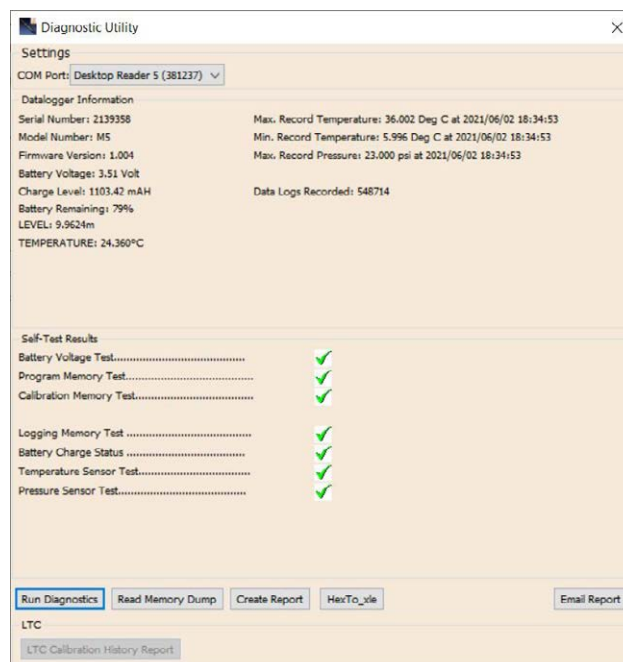 Diagnostic Utility
Settings
COM Port: Desktop Reader 5 (381237)
Datalogger Information
Serial Number: 2139358
Max. Record Temperature: 36.002 Deg C at 2021/06/02 18:34:53
Model Number: M5
Min. Record Temperature: 5.996 Deg C at 2021/06/02 18:34:53
Firmware Version: 1.004
Max. Record Pressure: 23.000 psi at 2021/06/02 18:34:53
Battery Voltage: 3.51 Volt
Charge Level: 1103.42 mAH
Data Logs Recorded: 548714
Battery Remaining: 79%
LEVEL: 9.9624m
TEMPERATURE: 24.360°C
Self-Test Results
Battery Voltage Test.........................................
Program Memory Test........................................
Calibration Memory Test.....................................
Logging Memory Test .......................................
Battery Charge Status .....................................
Temperature Sensor Test...................................
Pressure Sensor Test........................................
Run Diagnostics
Read Memory Dump
Create Report
HexTo_xle
Email Report
LTC
LTC Calibration History Report